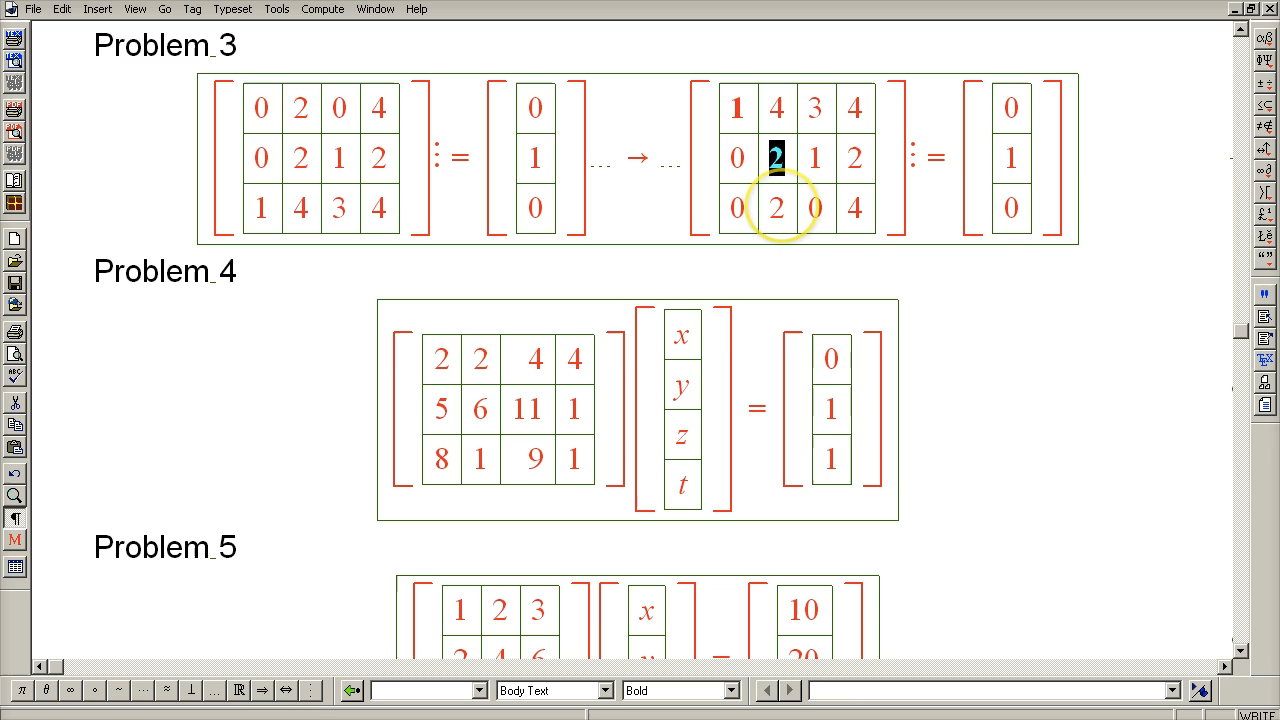 File Edit Insert View Go Tag Typeset Tools Compute Window Help
Problem 3
0 2 0 4
0 2 1 2
1 4 3 4
⋮ =
0
1
0
... → ...
1 4 3 4
0 2 1 2
0 2 0 4
⋮ =
0
1
0
Problem 4
2 2 4 4
5 6 11 1
8 1 9 1
x
y
z
t
=
0
1
1
Problem 5
1 2 3
2 4 6
x
y
=
10
20
π θ ∞ ∘ ~ ⋯ ≈ ⊥ … ℝ ⇒ ⇔ ⋮
Body Text
Bold
WRITE